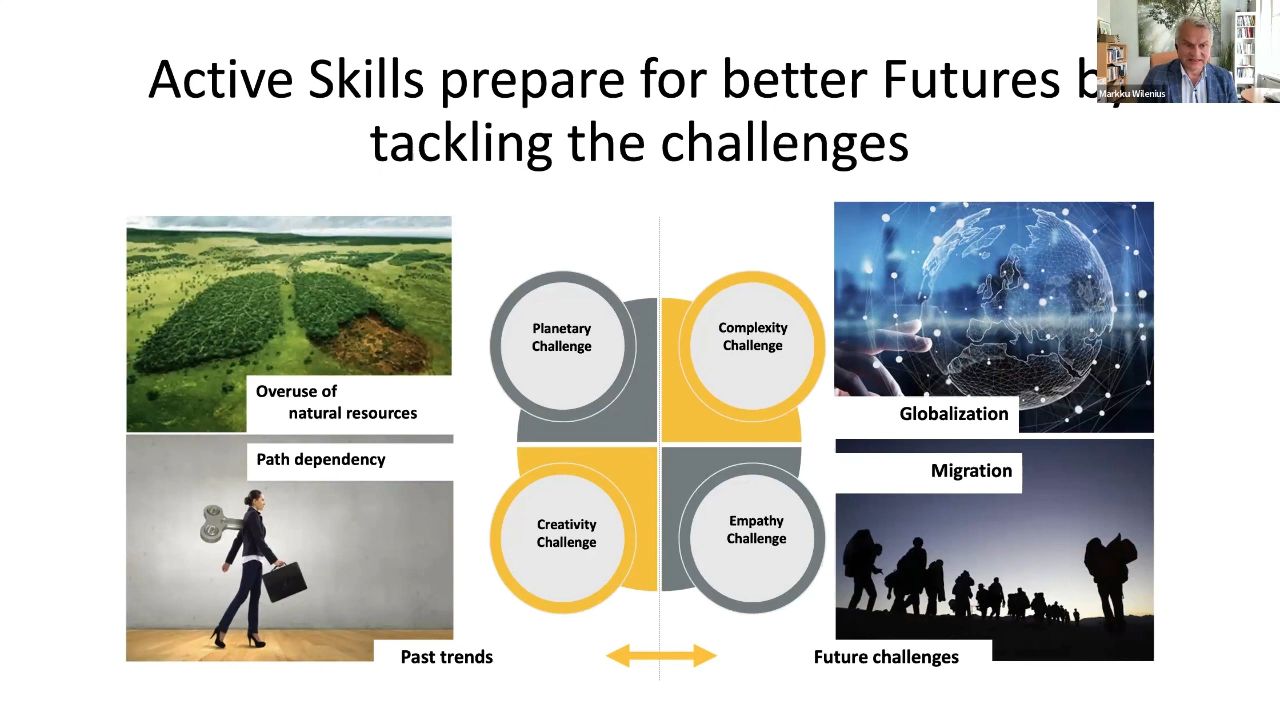 Active Skills prepare for better Futures b
tackling the challenges
Markku Wilenius
Overuse of
natural resources
Path dependency
Planetary
Challenge
Complexity
Challenge
Creativity
Challenge
Empathy
Challenge
Globalization
Migration
Past trends
Future challenges